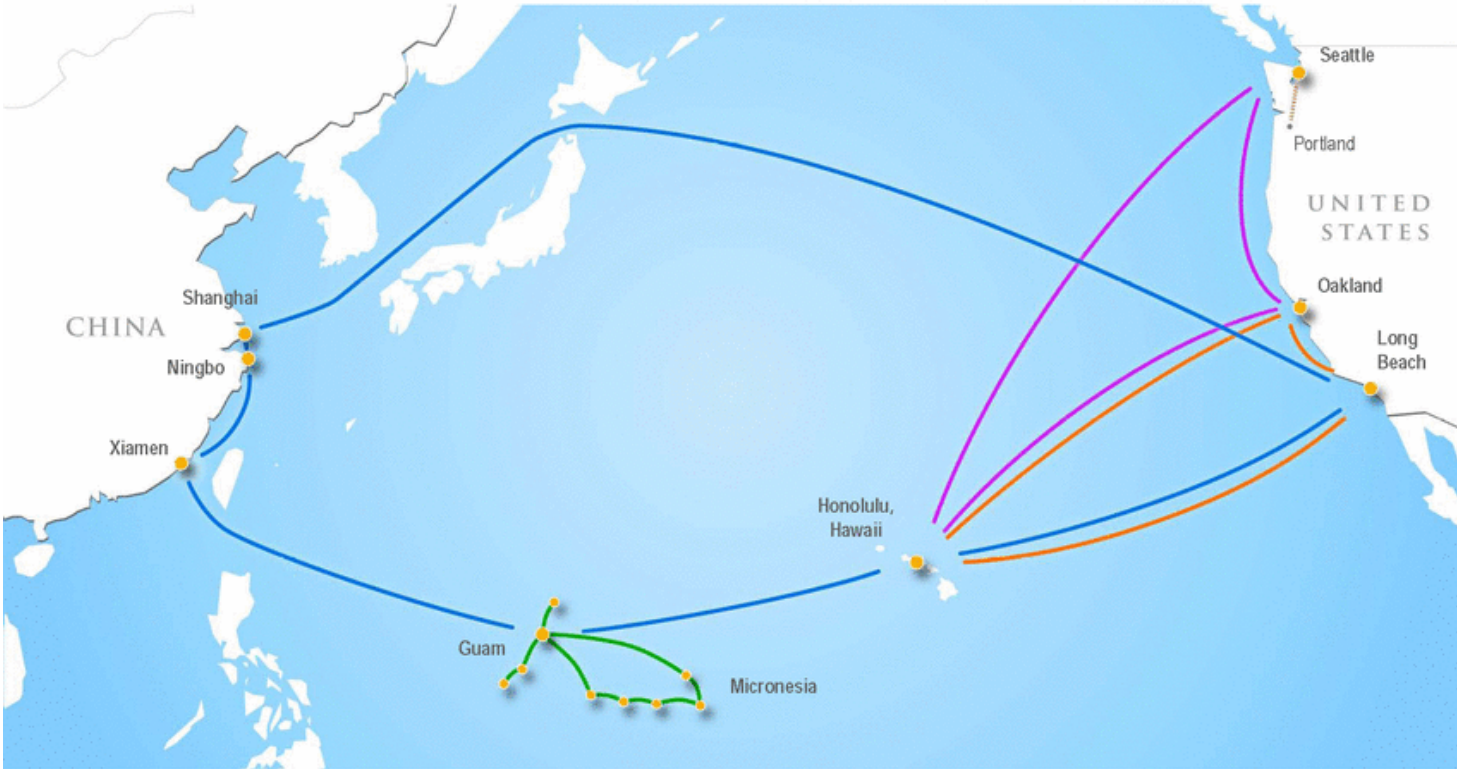 Seattle
Portland
UNITED
STATES
Shanghai
Oakland
CHINA
Long
Beach
Ningbo
Xiamen
Honolulu,
Hawaii
Guam
Micronesia